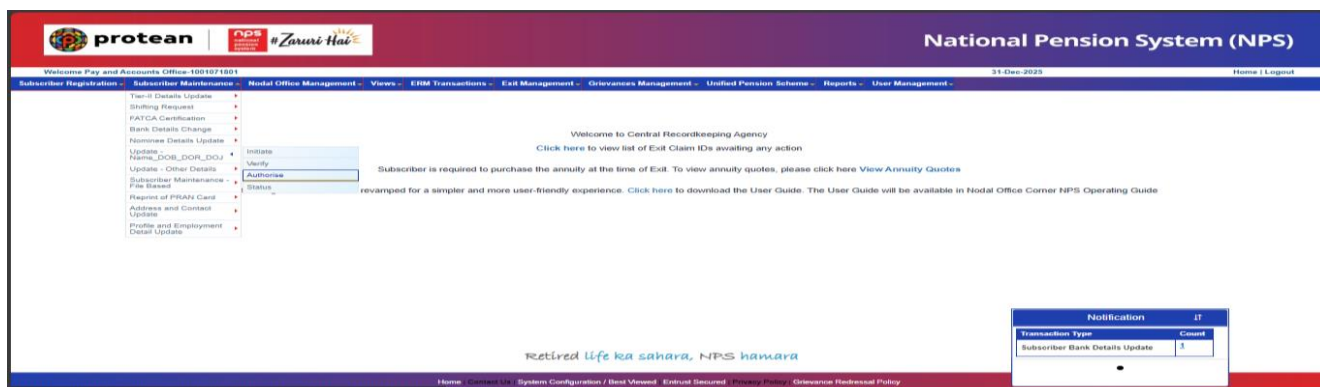 protean
nps national pension system #Zaruri Hai
National Pension System (NPS)
Welcome Pay and Accounts Office-1001071801
31-Dec-2025
Home | Logout
Subscriber Registration
Subscriber Maintenance
Nodal Office Management
Views
ERM Transactions
Exit Management
Grievances Management
Unified Pension Scheme
Reports
User Management
Tier-II Details Update
Shifting Request
FATCA Certification
Bank Details Change
Nominee Details Update
Update -
Name_DOB_DOR_DOJ
Update - Other Details
Subscriber Maintenance -
File Based
Reprint of PRAN Card
Address and Contact
Update
Profile and Employment
Detail Update
Initiate
Verify
Authorise
Status
Welcome to Central Recordkeeping Agency
Click here to view list of Exit Claim IDs awaiting any action
Subscriber is required to purchase the annuity at the time of Exit. To view annuity quotes, please click here View Annuity Quotes
revamped for a simpler and more user-friendly experience. Click here to download the User Guide. The User Guide will be available in Nodal Office Corner NPS Operating Guide
Notification
Transaction Type
Count
Subscriber Bank Details Update
1
Retired life ka sahara, NPS hamara
Home | Contact Us | System Configuration / Best Viewed | Entrust Secured | Privacy Policy | Grievance Redressal Policy